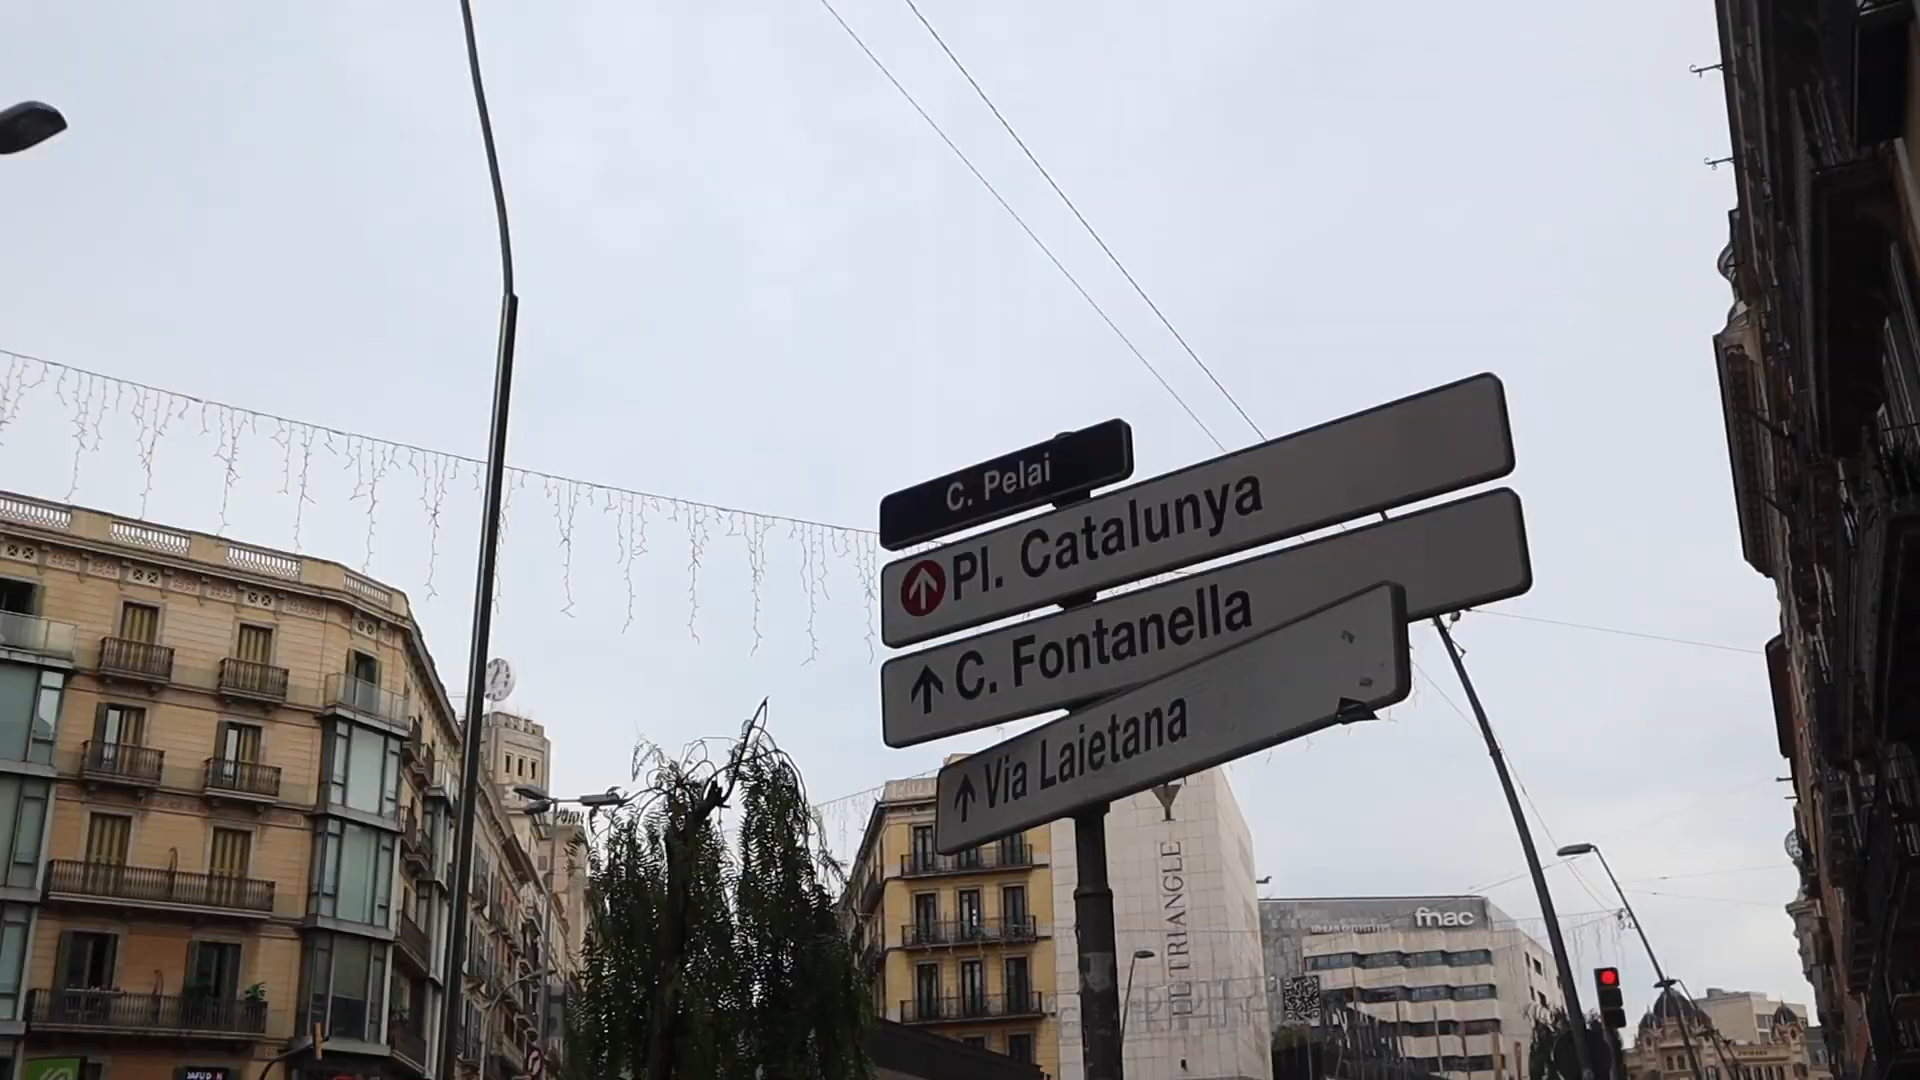 C. Pelai
Pl. Catalunya
C. Fontanella
Via Laietana
EL TRIANGLE
fnac